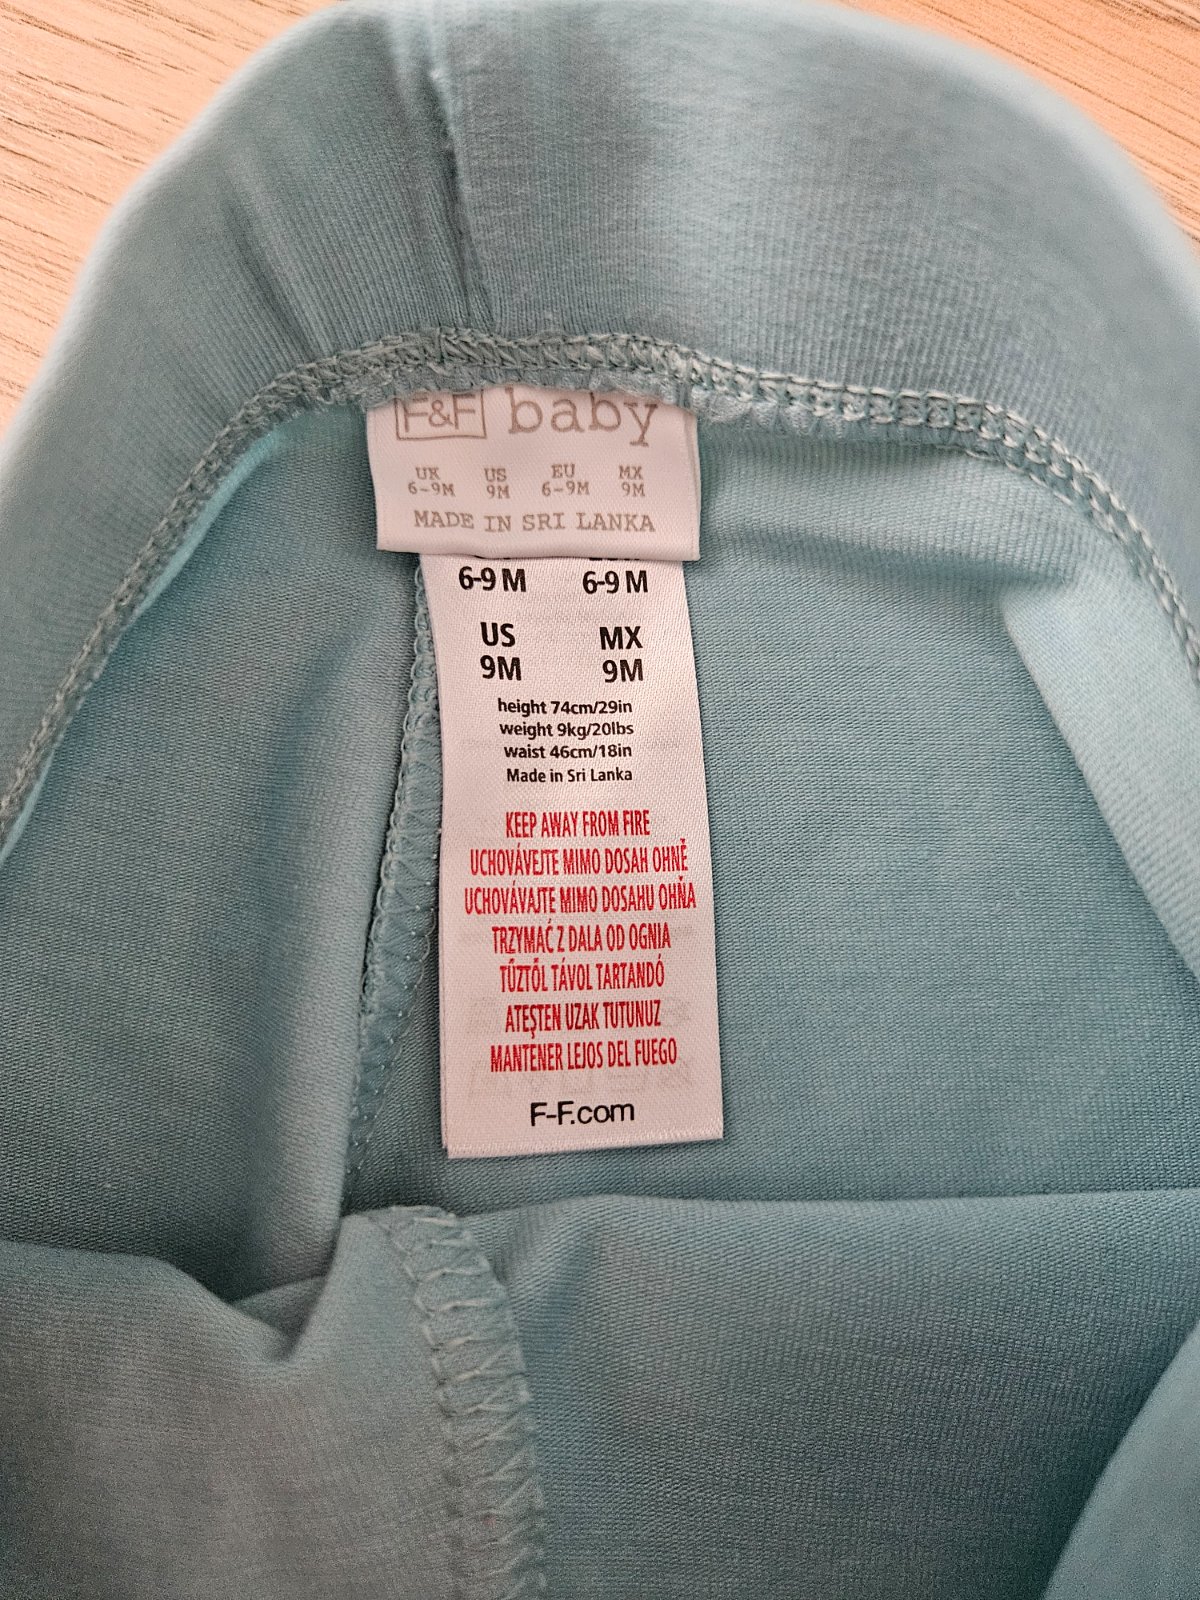 F&F baby
UK US EU MX
6-9M 9M 6-9M 9M
MADE IN SRI LANKA
6-9 M 6-9 M
US MX
9M 9M
height 74cm/29in
weight 9kg/20lbs
waist 46cm/18in
Made in Sri Lanka
KEEP AWAY FROM FIRE
UCHOVÁVEJTE MIMO DOSAH OHNĚ
UCHOVÁVAJTE MIMO DOSAHU OHŇA
TRZYMAĆ Z DALA OD OGNIA
TŰZTŐL TÁVOL TARTANDÓ
ATEŞTEN UZAK TUTUNUZ
MANTENER LEJOS DEL FUEGO
F-F.com